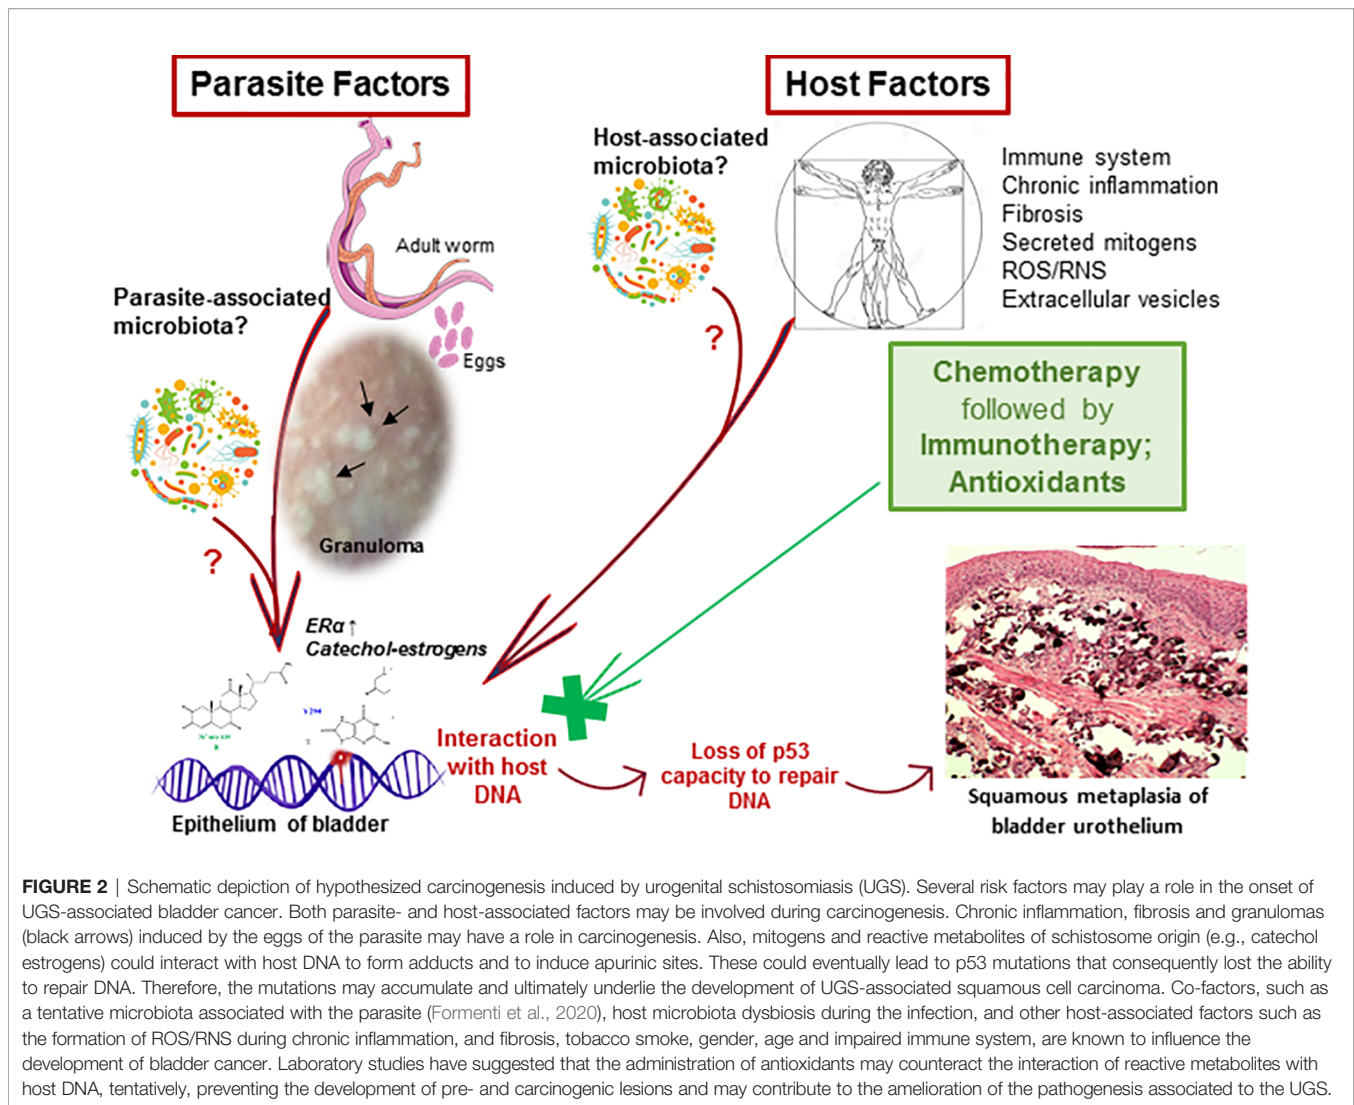 Parasite Factors
Host Factors
Host-associated
microbiota?
Immune system
Chronic inflammation
Fibrosis
Secreted mitogens
ROS/RNS
Extracellular vesicles
Adult worm
Parasite-associated
microbiota?
Eggs
?
Chemotherapy
followed by
Immunotherapy;
Antioxidants
Granuloma
?
ERα↑
Catechol-estrogens
Interaction
with host
DNA
Loss of p53
capacity to repair
DNA
Epithelium of bladder
Squamous metaplasia of
bladder urothelium
FIGURE 2 | Schematic depiction of hypothesized carcinogenesis induced by urogenital schistosomiasis (UGS). Several risk factors may play a role in the onset of
UGS-associated bladder cancer. Both parasite- and host-associated factors may be involved during carcinogenesis. Chronic inflammation, fibrosis and granulomas
(black arrows) induced by the eggs of the parasite may have a role in carcinogenesis. Also, mitogens and reactive metabolites of schistosome origin (e.g., catechol
estrogens) could interact with host DNA to form adducts and to induce apurinic sites. These could eventually lead to p53 mutations that consequently lost the ability
to repair DNA. Therefore, the mutations may accumulate and ultimately underlie the development of UGS-associated squamous cell carcinoma. Co-factors, such as
a tentative microbiota associated with the parasite (Formenti et al., 2020), host microbiota dysbiosis during the infection, and other host-associated factors such as
the formation of ROS/RNS during chronic inflammation, and fibrosis, tobacco smoke, gender, age and impaired immune system, are known to influence the
development of bladder cancer. Laboratory studies have suggested that the administration of antioxidants may counteract the interaction of reactive metabolites with
host DNA, tentatively, preventing the development of pre- and carcinogenic lesions and may contribute to the amelioration of the pathogenesis associated to the UGS.